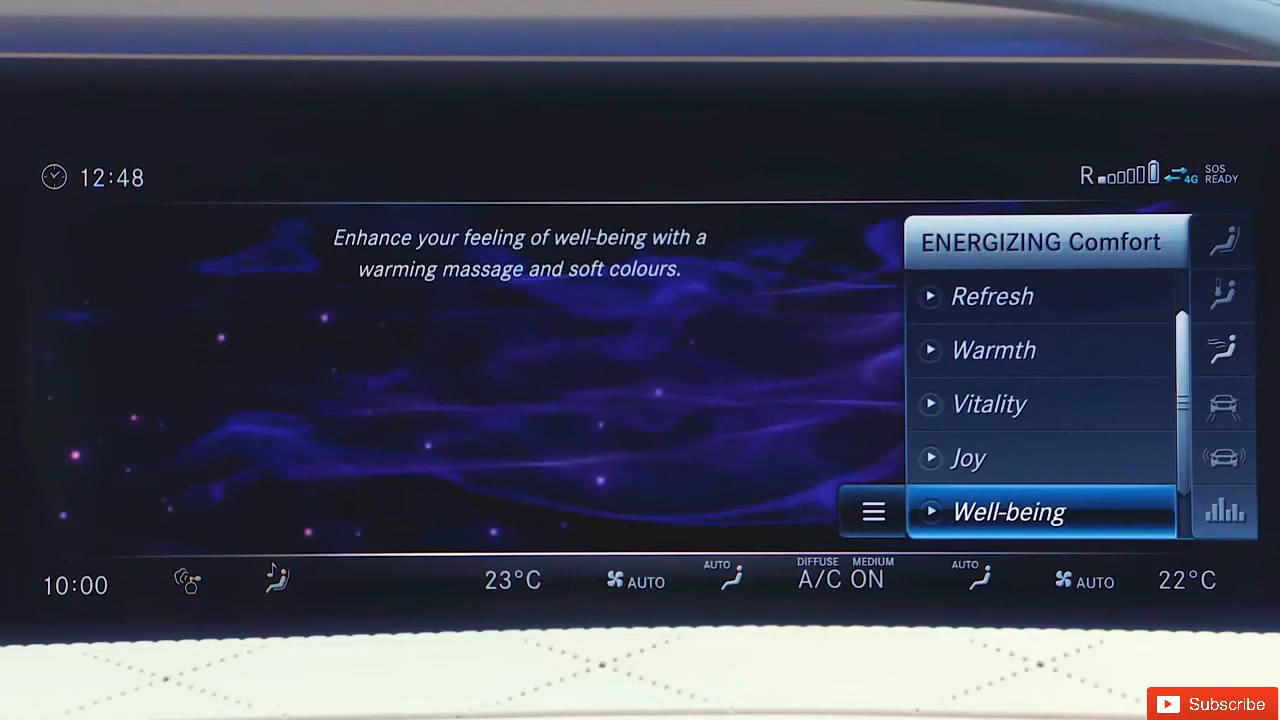 12:48
R
4G
SOS
READY
Enhance your feeling of well-being with a
warming massage and soft colours.
ENERGIZING Comfort
Refresh
Warmth
Vitality
Joy
Well-being
10:00
23°C
AUTO
AUTO
DIFFUSE
MEDIUM
A/C ON
AUTO
AUTO
22°C
Subscribe